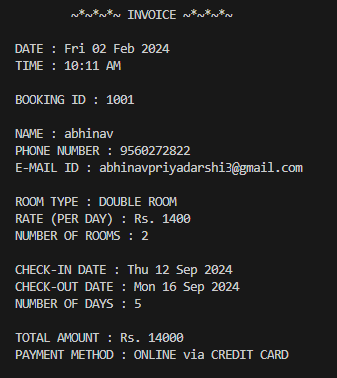 ~*~*~*~ INVOICE ~*~*~*~
DATE : Fri 02 Feb 2024
TIME : 10:11 AM
BOOKING ID : 1001
NAME : abhinav
PHONE NUMBER : 9560272822
E-MAIL ID : abhinavpriyadarshi3@gmail.com
ROOM TYPE : DOUBLE ROOM
RATE (PER DAY) : Rs. 1400
NUMBER OF ROOMS : 2
CHECK-IN DATE : Thu 12 Sep 2024
CHECK-OUT DATE : Mon 16 Sep 2024
NUMBER OF DAYS : 5
TOTAL AMOUNT : Rs. 14000
PAYMENT METHOD : ONLINE via CREDIT CARD